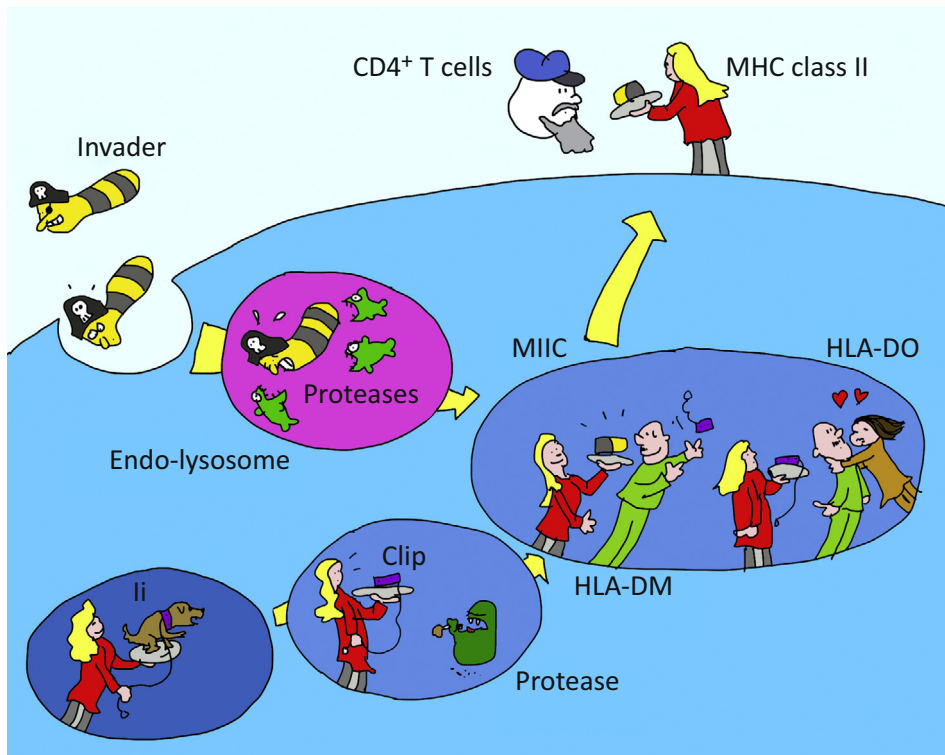 CD4⁺ T cells
MHC class II
Invader
MIIC
HLA-DO
Proteases
Endo-lysosome
Clip
HLA-DM
Ii
Protease